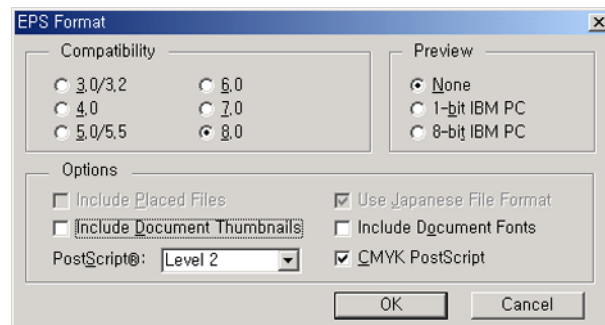 EPS Format
Compatibility
Preview
3.0/3.2
6.0
None
4.0
7.0
1-bit IBM PC
5.0/5.5
8.0
8-bit IBM PC
Options
Include Placed Files
Use Japanese File Format
Include Document Thumbnails
Include Document Fonts
PostScript®: Level 2
CMYK PostScript
OK
Cancel